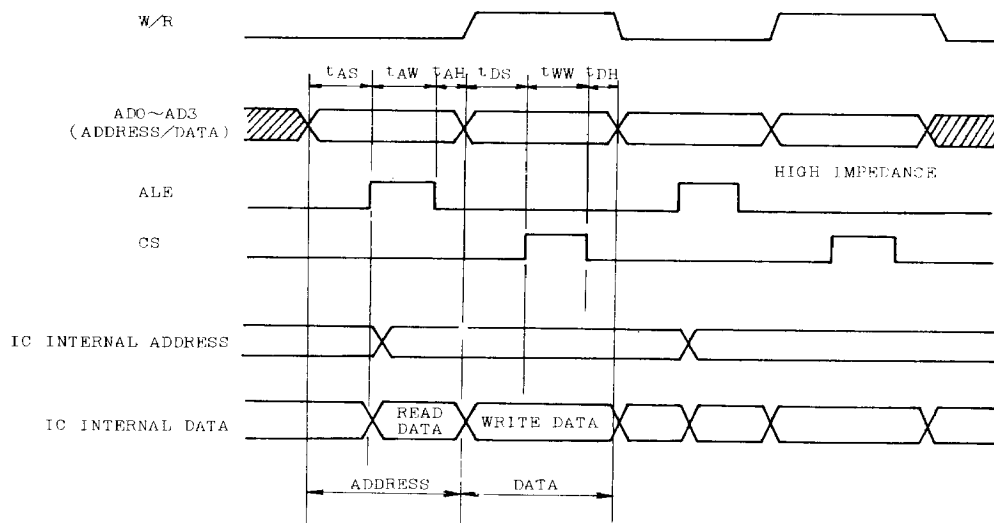 W/R
tAS tAW tAH tDS tWW tDH
AD0~AD3
(ADDRESS/DATA)
HIGH IMPEDANCE
ALE
CS
IC INTERNAL ADDRESS
IC INTERNAL DATA
READ
DATA
WRITE DATA
ADDRESS
DATA